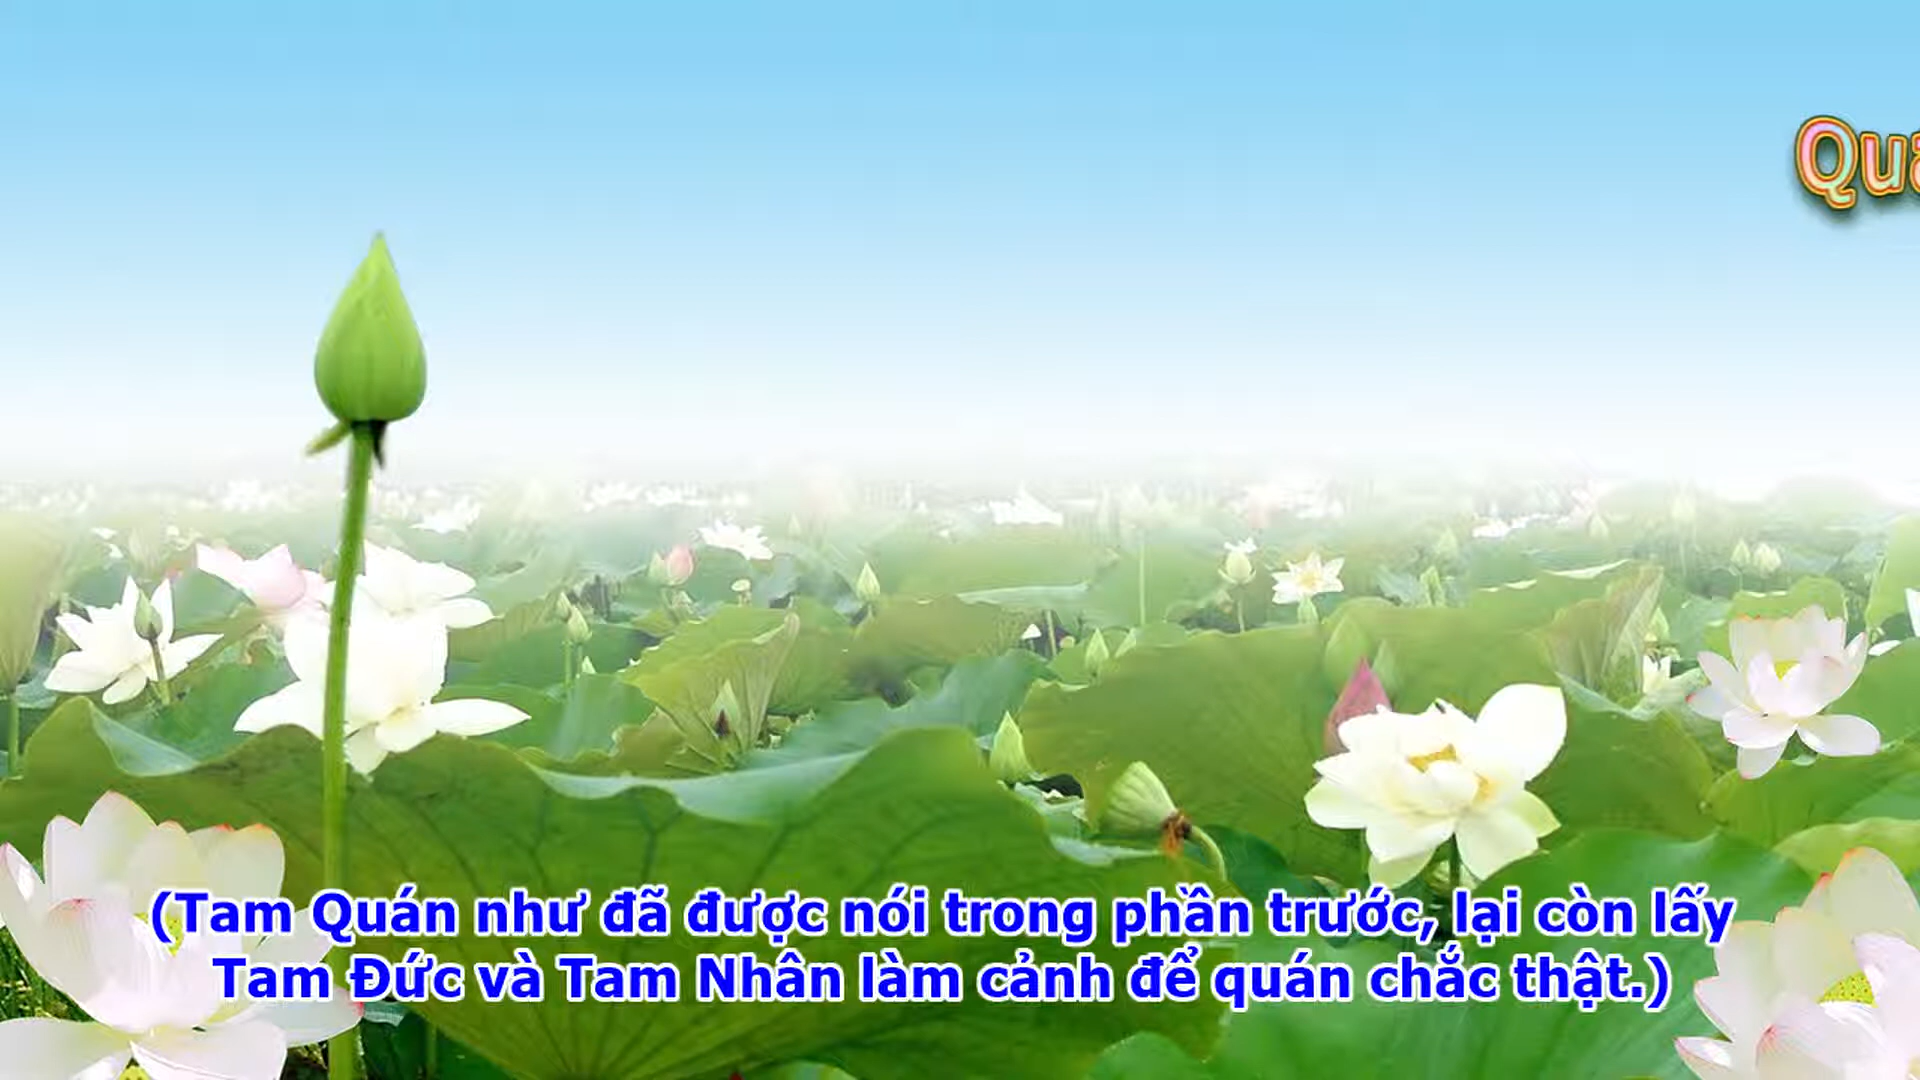 (Tam Quán như đã được nói trong phần trước, lại còn lấy
Tam Đức và Tam Nhân làm cảnh để quán chắc thật.)